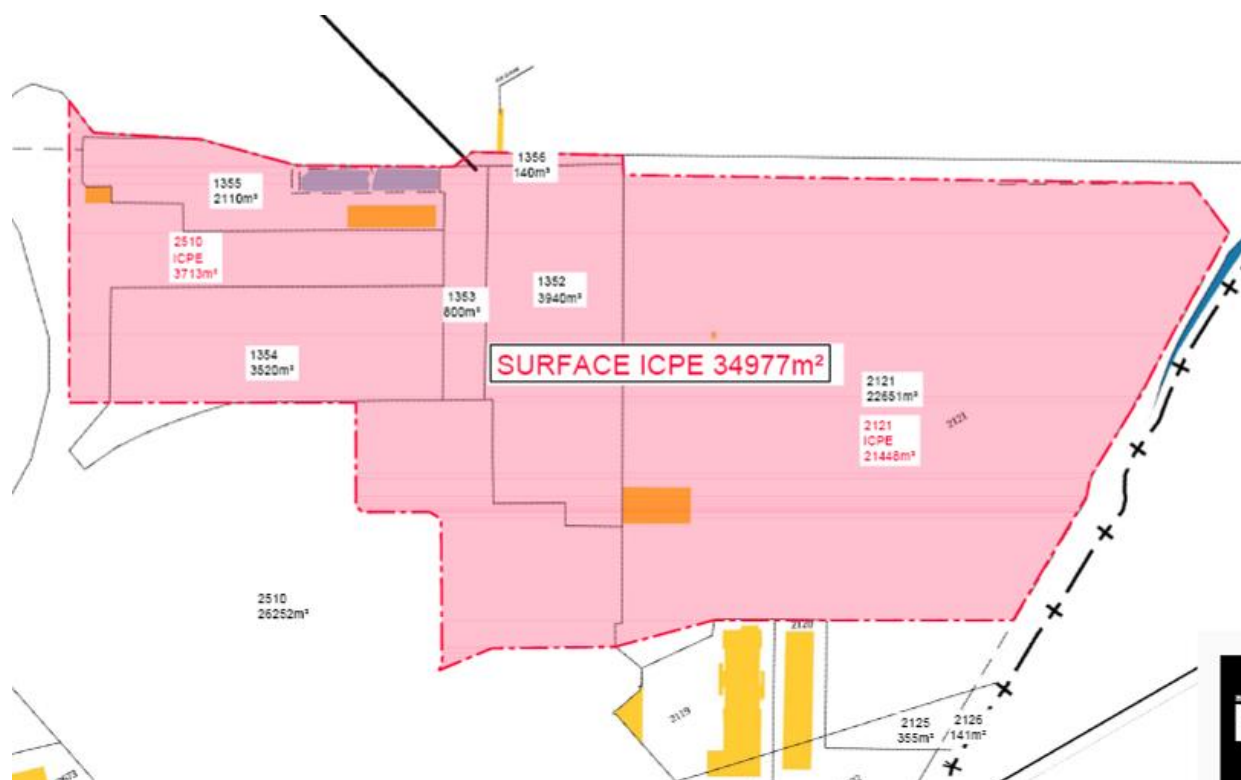 1356
140m²
1355
2110m²
2510
ICPE
3713m²
1352
3940m²
1353
800m²
1354
3520m²
SURFACE ICPE 34977m²
2121
22651m²
2121
2121
ICPE
21448m²
2510
26252m²
2120
2119
2125
355m²
2126
141m²